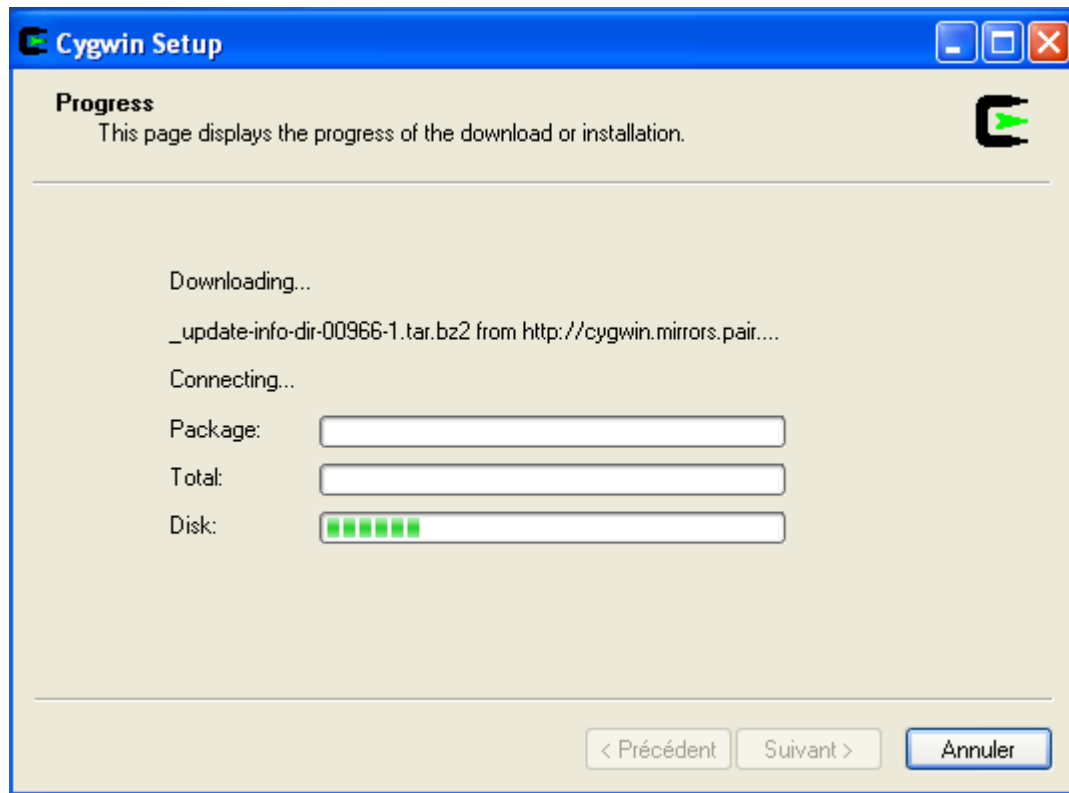 Cygwin Setup
Progress
This page displays the progress of the download or installation.
Downloading...
_update-info-dir-00966-1.tar.bz2 from http://cygwin.mirrors.pair....
Connecting...
Package:
Total:
Disk:
< Précédent Suivant > Annuler